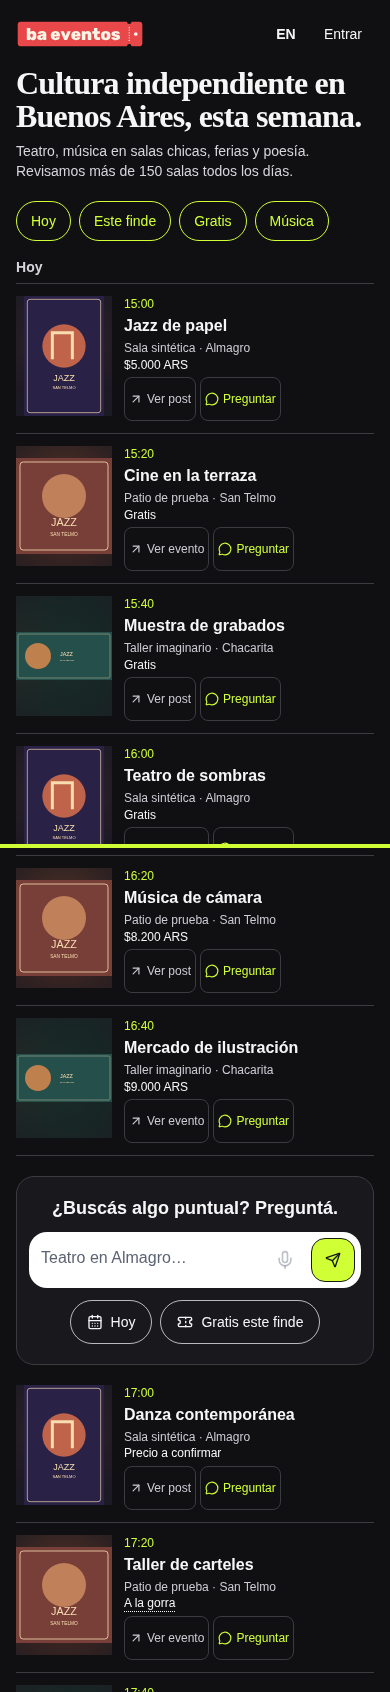 ba eventos
EN
Entrar
Cultura independiente en
Buenos Aires, esta semana.
Teatro, música en salas chicas, ferias y poesía.
Revisamos más de 150 salas todos los días.
Hoy
Este finde
Gratis
Música
Hoy
JAZZ
SAN TELMO
15:00
Jazz de papel
Sala sintética · Almagro
$5.000 ARS
Ver post
Preguntar
JAZZ
SAN TELMO
15:20
Cine en la terraza
Patio de prueba · San Telmo
Gratis
Ver evento
Preguntar
JAZZ
15:40
Muestra de grabados
Taller imaginario · Chacarita
Gratis
Ver post
Preguntar
JAZZ
SAN TELMO
16:00
Teatro de sombras
Sala sintética · Almagro
Gratis
JAZZ
SAN TELMO
16:20
Música de cámara
Patio de prueba · San Telmo
$8.200 ARS
Ver post
Preguntar
JAZZ
16:40
Mercado de ilustración
Taller imaginario · Chacarita
$9.000 ARS
Ver evento
Preguntar
¿Buscás algo puntual? Preguntá.
Teatro en Almagro…
Hoy
Gratis este finde
JAZZ
SAN TELMO
17:00
Danza contemporánea
Sala sintética · Almagro
Precio a confirmar
Ver post
Preguntar
JAZZ
SAN TELMO
17:20
Taller de carteles
Patio de prueba · San Telmo
A la gorra
Ver evento
Preguntar
17:40